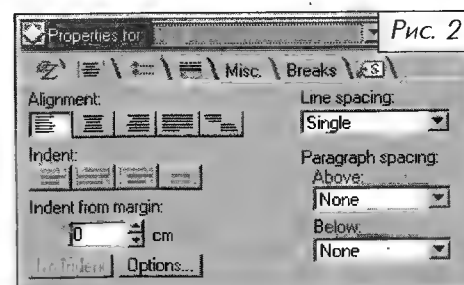 Properties for:
Рис. 2
Misc. \ Breaks
Alignment:
Line spacing:
Single
Indent:
Paragraph spacing:
Above:
None
Indent from margin:
0 cm
Below:
None
Options...